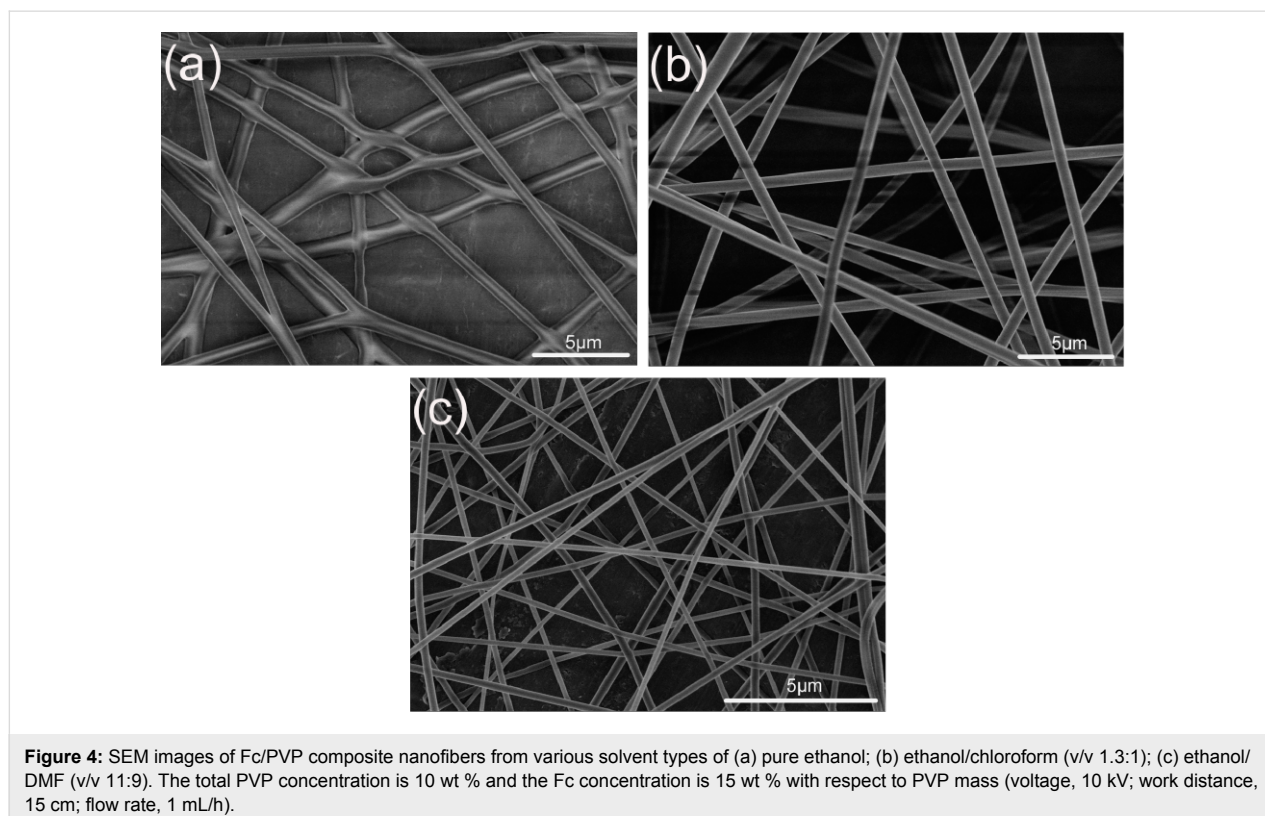 (a)
(b)
5µm
5µm
(c)
5µm
Figure 4: SEM images of Fc/PVP composite nanofibers from various solvent types of (a) pure ethanol; (b) ethanol/chloroform (v/v 1.3:1); (c) ethanol/
DMF (v/v 11:9). The total PVP concentration is 10 wt % and the Fc concentration is 15 wt % with respect to PVP mass (voltage, 10 kV; work distance,
15 cm; flow rate, 1 mL/h).